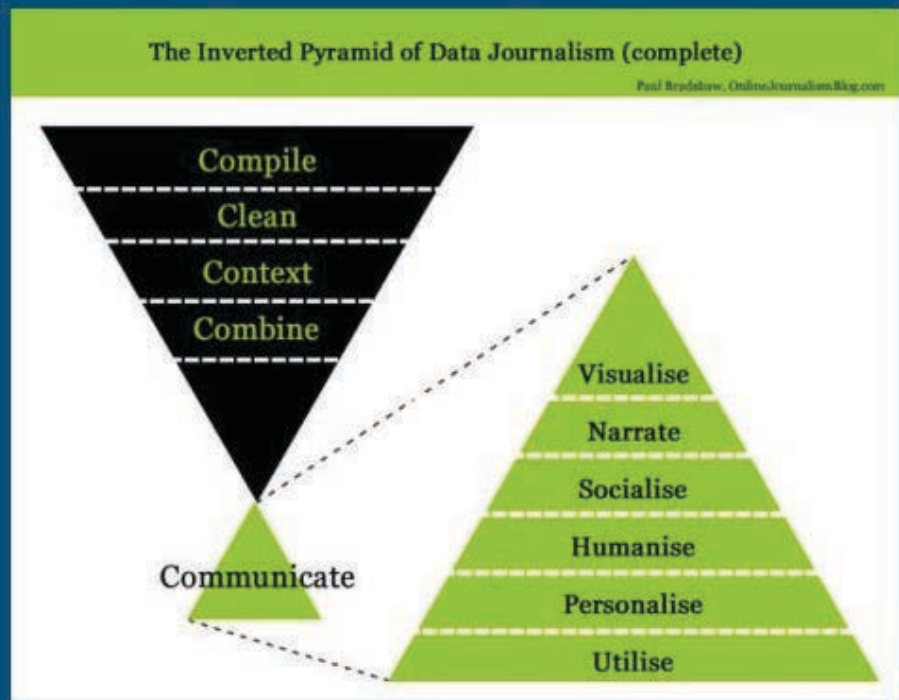 The Inverted Pyramid of Data Journalism (complete)
Paul Bradshaw, OnlineJournalismBlog.com
Compile
Clean
Context
Combine
Communicate
Visualise
Narrate
Socialise
Humanise
Personalise
Utilise